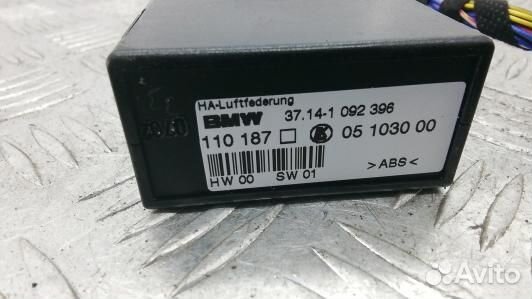 HA-Luftfederung
BMW 37.14-1 092 396
110 187 05 1030 00
HW 00 SW 01 >ABS<
Avito